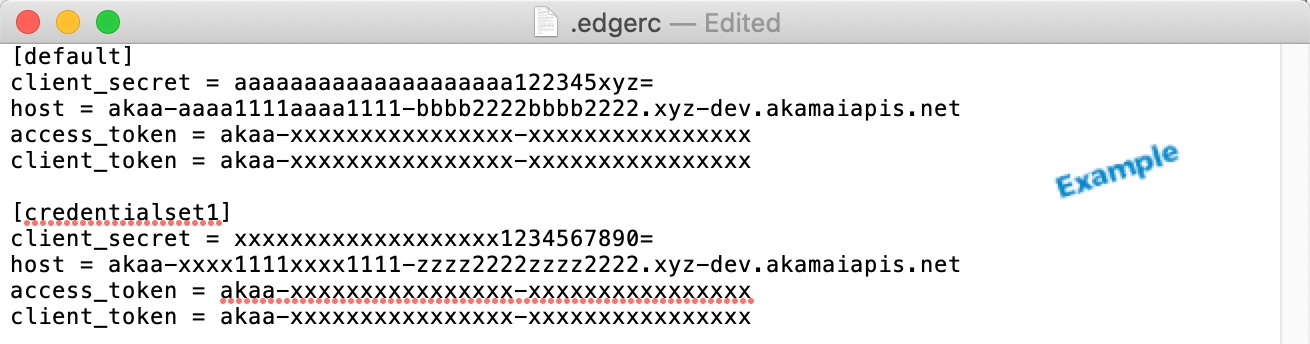 .edgerc — Edited
[default]
client_secret = aaaaaaaaaaaaaaaaaaaa122345xyz=
host = akaa-aaaa1111aaaa1111-bbbb2222bbbb2222.xyz-dev.akamaiapis.net
access_token = akaa-xxxxxxxxxxxxxxxx-xxxxxxxxxxxxxxxx
client_token = akaa-xxxxxxxxxxxxxxxx-xxxxxxxxxxxxxxxx
Example
[credentialset1]
client_secret = xxxxxxxxxxxxxxxxxxx1234567890=
host = akaa-xxxx1111xxxx1111-zzzz2222zzzz2222.xyz-dev.akamaiapis.net
access_token = akaa-xxxxxxxxxxxxxxxx-xxxxxxxxxxxxxxxx
client_token = akaa-xxxxxxxxxxxxxxxx-xxxxxxxxxxxxxxxx